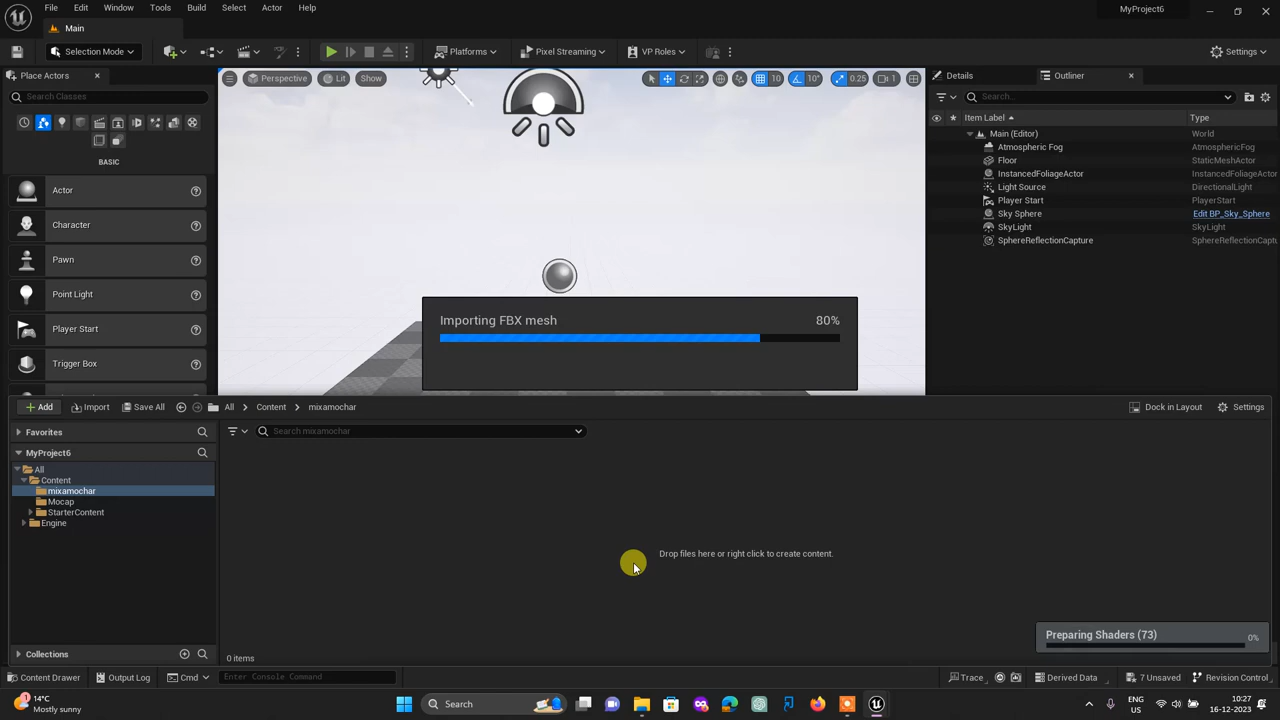 File Edit Window Tools Build Select Actor Help
MyProject6
Main
Selection Mode
Platforms
Pixel Streaming
VP Roles
Settings
Place Actors
Search Classes
BASIC
Actor
Character
Pawn
Point Light
Player Start
Trigger Box
Perspective
Lit
Show
10
10°
0.25
1
Importing FBX mesh 80%
Details
Outliner
Search...
Item Label Type
Main (Editor) World
Atmospheric Fog AtmosphericFog
Floor StaticMeshActor
InstancedFoliageActor InstancedFoliageActor
Light Source DirectionalLight
Player Start PlayerStart
Sky Sphere Edit BP_Sky_Sphere
SkyLight SkyLight
SphereReflectionCapture SphereReflectionCaptu
Add
Import
Save All
All
Content
mixamochar
Dock in Layout
Settings
Favorites
MyProject6
All
Content
mixamochar
Mocap
StarterContent
Engine
Collections
Search mixamochar
Drop files here or right click to create content.
0 items
Preparing Shaders (73) 0%
Content Drawer
Output Log
Cmd
Enter Console Command
Trace
Derived Data
7 Unsaved
Revision Control
14°C
Mostly sunny
Search
ENG
US
10:27
16-12-2023